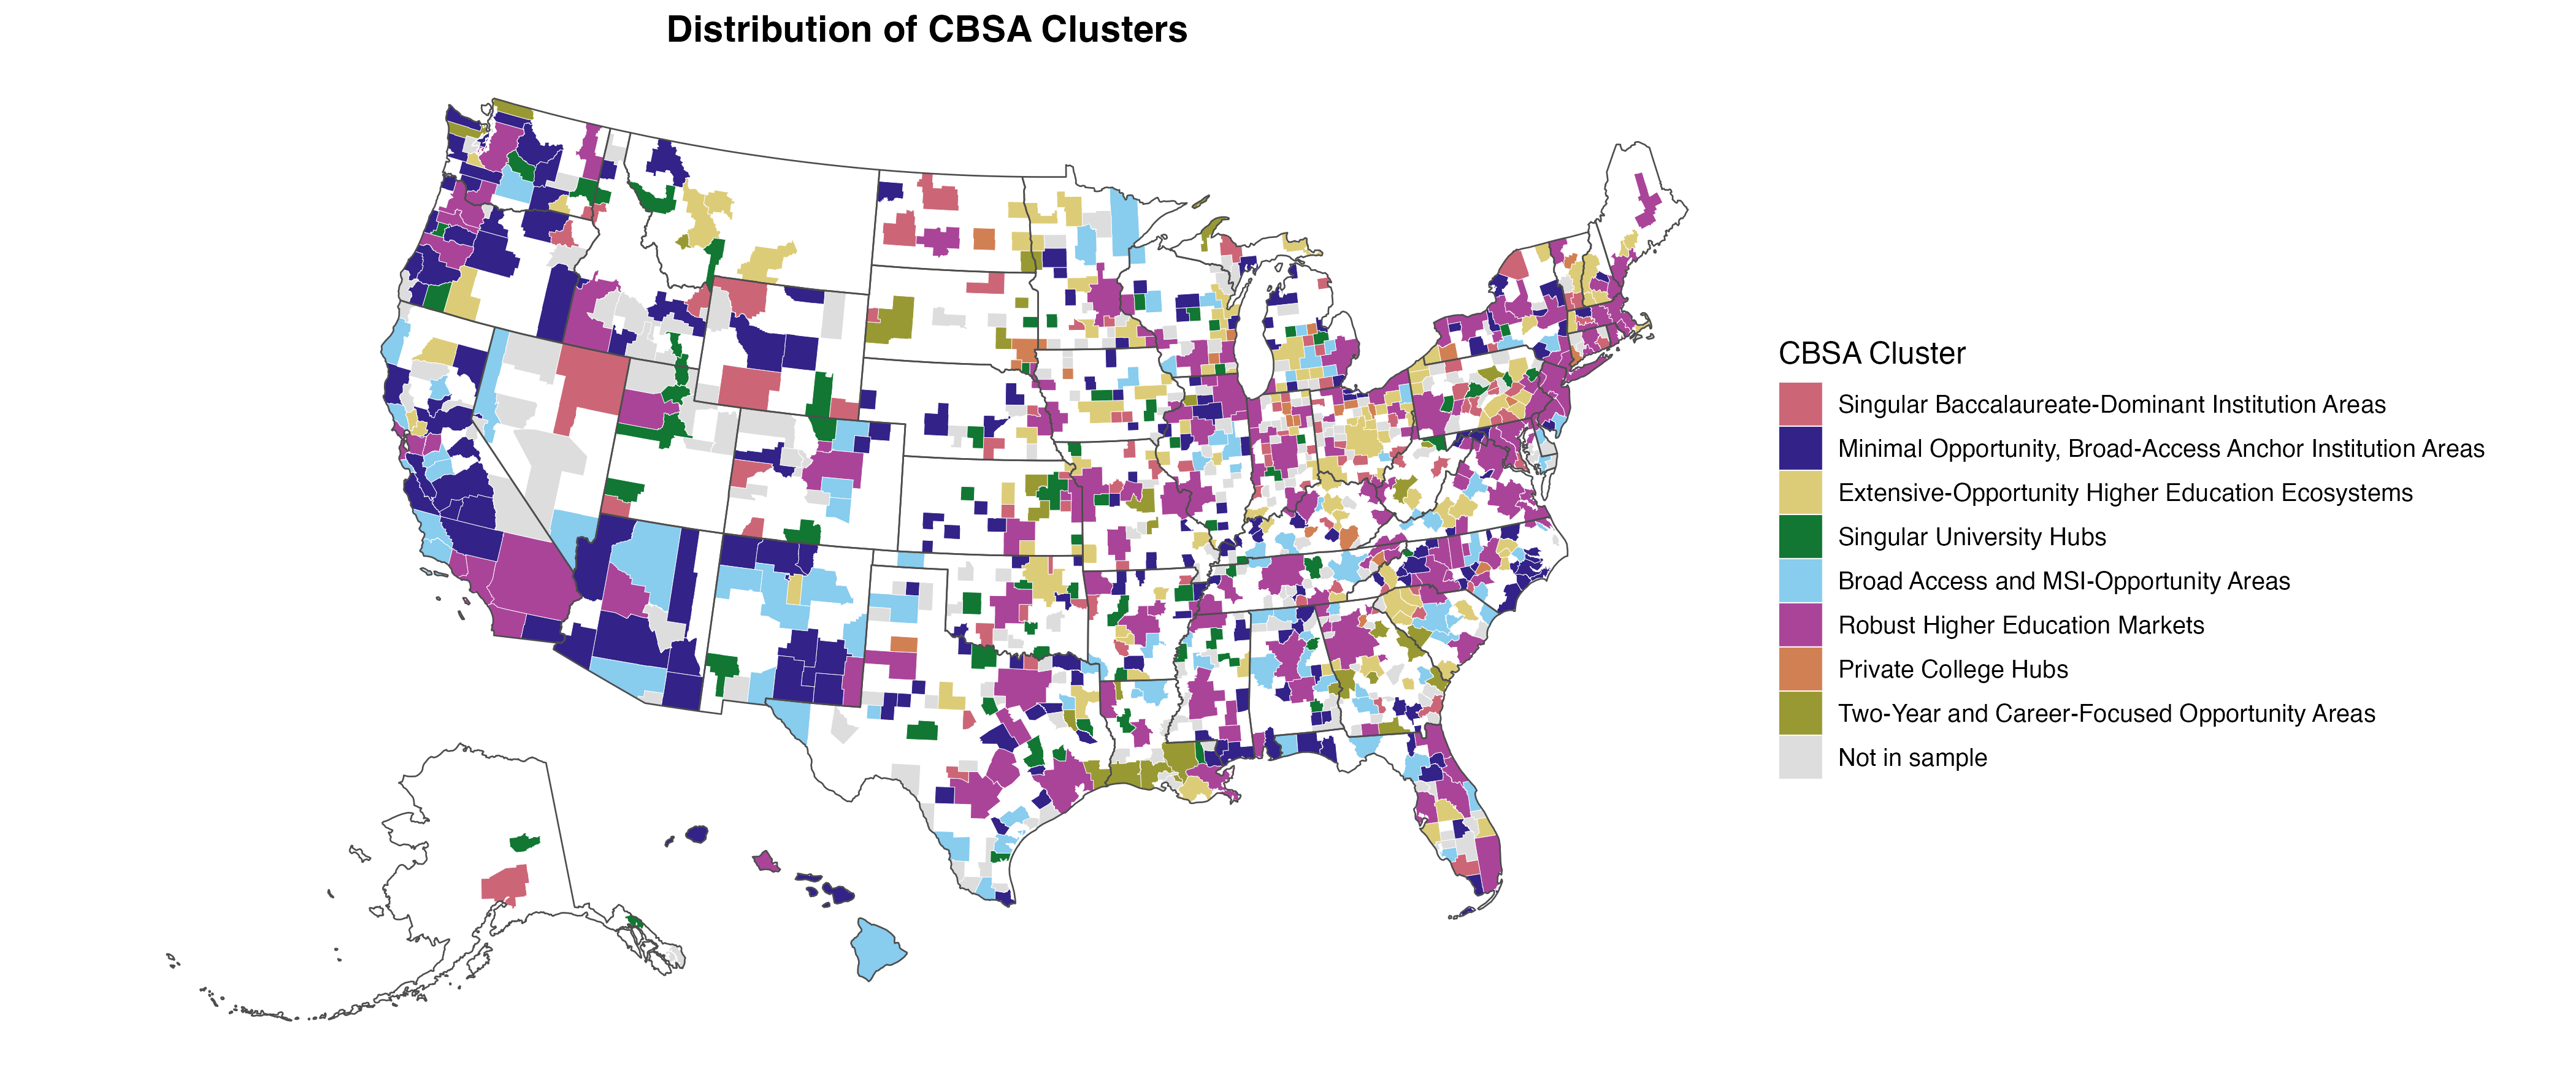 Distribution of CBSA Clusters
CBSA Cluster
Singular Baccalaureate-Dominant Institution Areas
Minimal Opportunity, Broad-Access Anchor Institution Areas
Extensive-Opportunity Higher Education Ecosystems
Singular University Hubs
Broad Access and MSI-Opportunity Areas
Robust Higher Education Markets
Private College Hubs
Two-Year and Career-Focused Opportunity Areas
Not in sample